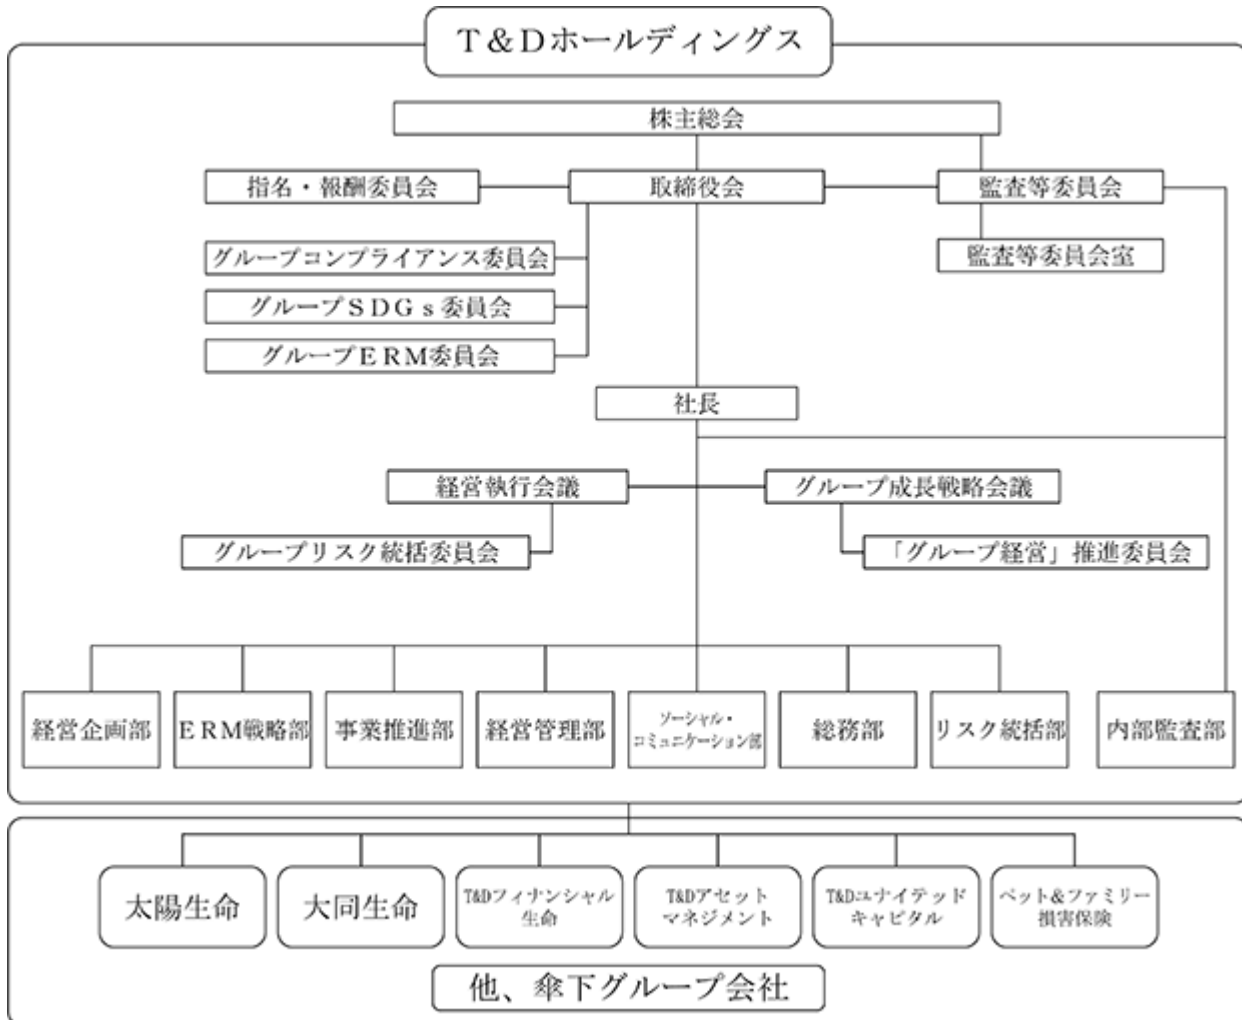 T&Dホールディングス
株主総会
指名・報酬委員会
取締役会
監査等委員会
グループコンプライアンス委員会
監査等委員会室
グループSDGs委員会
グループERM委員会
社長
経営執行会議
グループ成長戦略会議
グループリスク統括委員会
「グループ経営」推進委員会
経営企画部
ERM戦略部
事業推進部
経営管理部
ソーシャル・
コミュニケーション部
総務部
リスク統括部
内部監査部
太陽生命
大同生命
T&Dフィナンシャル
生命
T&Dアセット
マネジメント
T&Dユナイテッド
キャピタル
ペット&ファミリー
損害保険
他、傘下グループ会社